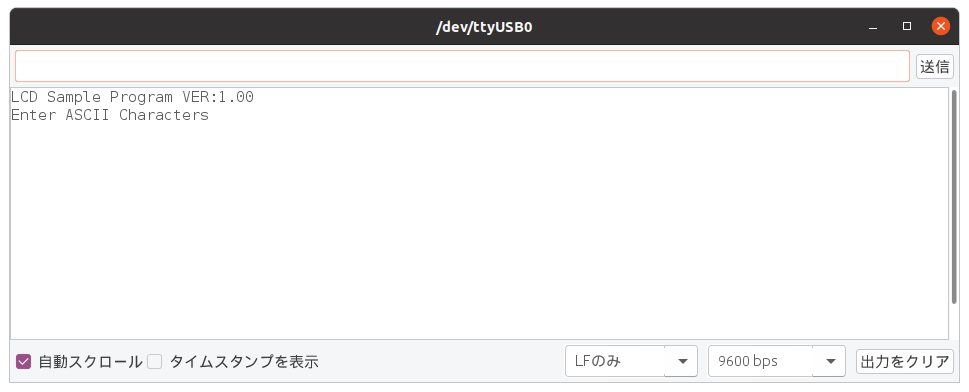 /dev/ttyUSB0
送信
LCD Sample Program VER:1.00
Enter ASCII Characters
自動スクロール タイムスタンプを表示 LFのみ 9600 bps 出力をクリア